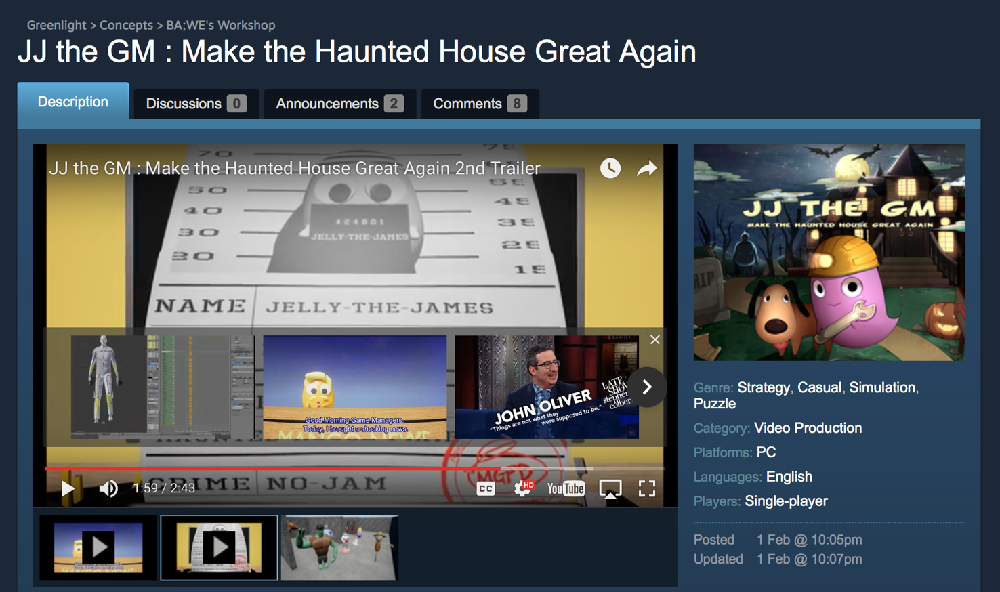 Greenlight > Concepts > BA;WE's Workshop
JJ the GM : Make the Haunted House Great Again
Description
Discussions 0
Announcements 2
Comments 8
JJ the GM : Make the Haunted House Great Again 2nd Trailer
70
50
40
30
20
5E
4E
3E
2E
1E
#24601
JELLY-THE-JAMES
NAME JELLY-THE-JAMES
Good Morning Game Managers.
Today, I brought a shocking news.
MANGO NEWS
LATE
SHOW
stephen
colbert
JOHN OLIVER
"Things are not what they
were supposed to be."
MGPD
CRIME NO-JAM
1:59 / 2:43
CC
HD
YouTube
JJ THE GM
MAKE THE HAUNTED HOUSE GREAT AGAIN
RIP
Genre: Strategy, Casual, Simulation,
Puzzle
Category: Video Production
Platforms: PC
Languages: English
Players: Single-player
Posted 1 Feb @ 10:05pm
Updated 1 Feb @ 10:07pm